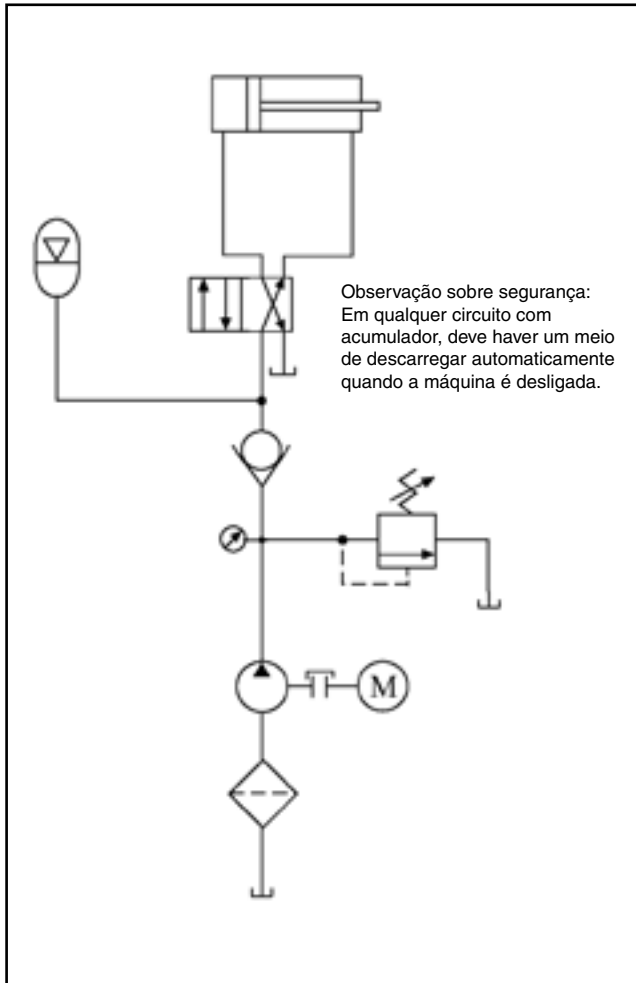 Observação sobre segurança:
Em qualquer circuito com
acumulador, deve haver um meio
de descarregar automaticamente
quando a máquina é desligada.
M